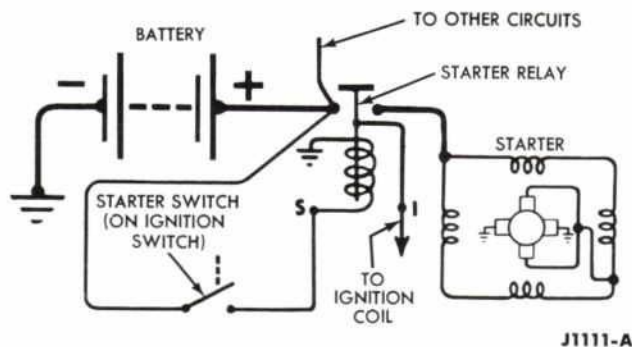 TO OTHER CIRCUITS
BATTERY
STARTER RELAY
− +
STARTER
STARTER SWITCH
(ON IGNITION
SWITCH)
S
I
TO
IGNITION
COIL
J1111-A